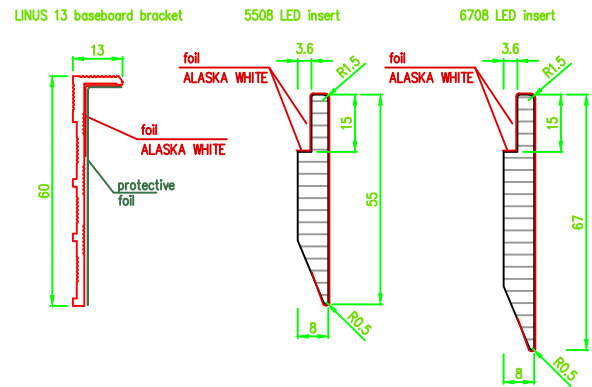 LINUS 13 baseboard bracket
13
foil
ALASKA WHITE
protective
foil
60
5508 LED insert
3.6
R1.5
foil
ALASKA WHITE
15
55
8
R0.5
6708 LED insert
3.6
R1.5
foil
ALASKA WHITE
15
67
8
R0.5